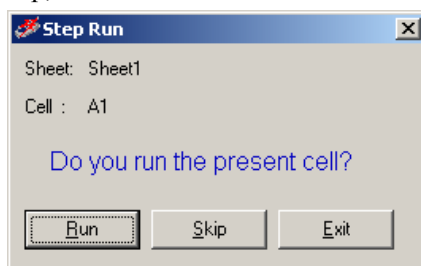 Step Run
Sheet: Sheet1
Cell : A1
Do you run the present cell?
Run Skip Exit